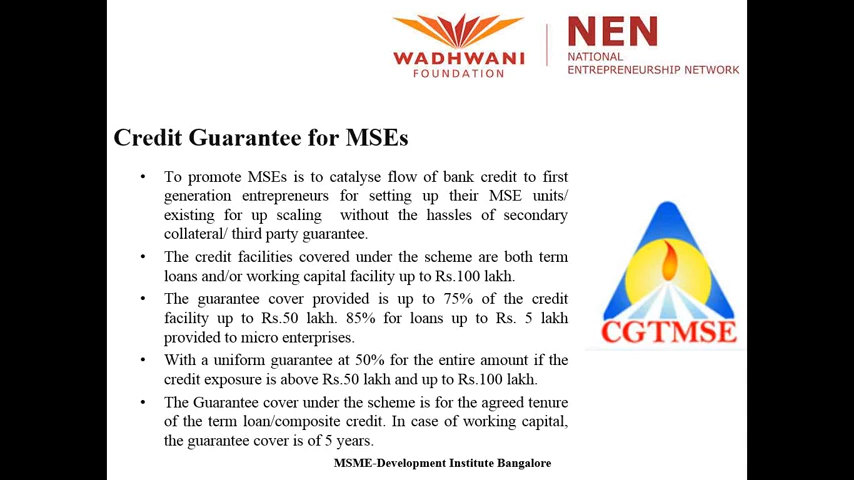 WADHWANI
FOUNDATION
NEN
NATIONAL
ENTREPRENEURSHIP NETWORK
Credit Guarantee for MSEs
• To promote MSEs is to catalyse flow of bank credit to first
generation entrepreneurs for setting up their MSE units/
existing for up scaling without the hassles of secondary
collateral/ third party guarantee.
• The credit facilities covered under the scheme are both term
loans and/or working capital facility up to Rs.100 lakh.
• The guarantee cover provided is up to 75% of the credit
facility up to Rs.50 lakh. 85% for loans up to Rs. 5 lakh
provided to micro enterprises.
• With a uniform guarantee at 50% for the entire amount if the
credit exposure is above Rs.50 lakh and up to Rs.100 lakh.
• The Guarantee cover under the scheme is for the agreed tenure
of the term loan/composite credit. In case of working capital,
the guarantee cover is of 5 years.
CGTMSE
MSME-Development Institute Bangalore